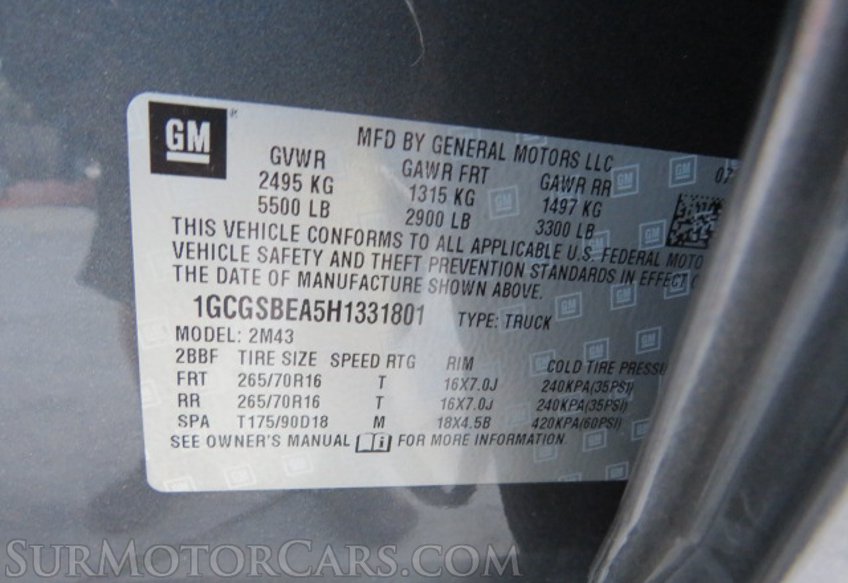 GM
MFD BY GENERAL MOTORS LLC
07
GVWR GAWR FRT GAWR RR
2495 KG 1315 KG 1497 KG
5500 LB 2900 LB 3300 LB
THIS VEHICLE CONFORMS TO ALL APPLICABLE U.S. FEDERAL
VEHICLE SAFETY AND THEFT PREVENTION STANDARDS IN EFFECT
THE DATE OF MANUFACTURE SHOWN ABOVE.
1GCGSBEA5H1331801 TYPE: TRUCK
MODEL: 2M43
2BBF TIRE SIZE SPEED RTG RIM COLD TIRE
FRT 265/70R16 T 16X7.0J 240KPA(35PSI)
RR 265/70R16 T 16X7.0J 240KPA(35PSI)
SPA T175/90D18 M 18X4.5B 420KPA(60PSI)
SEE OWNER'S MANUAL FOR MORE INFORMATION
SURMOTORCARS.COM